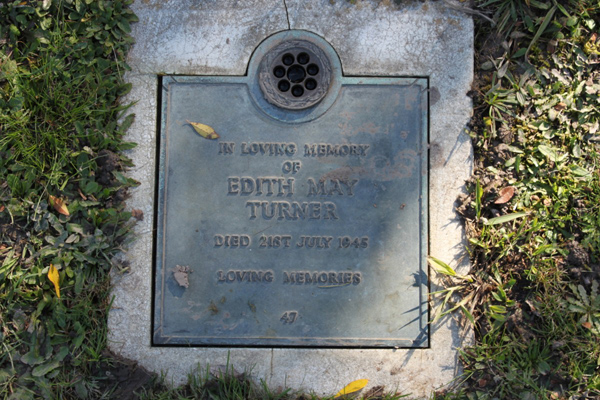 IN LOVING MEMORY
OF
EDITH MAY
TURNER
DIED 21ST JULY 1945
LOVING MEMORIES
47